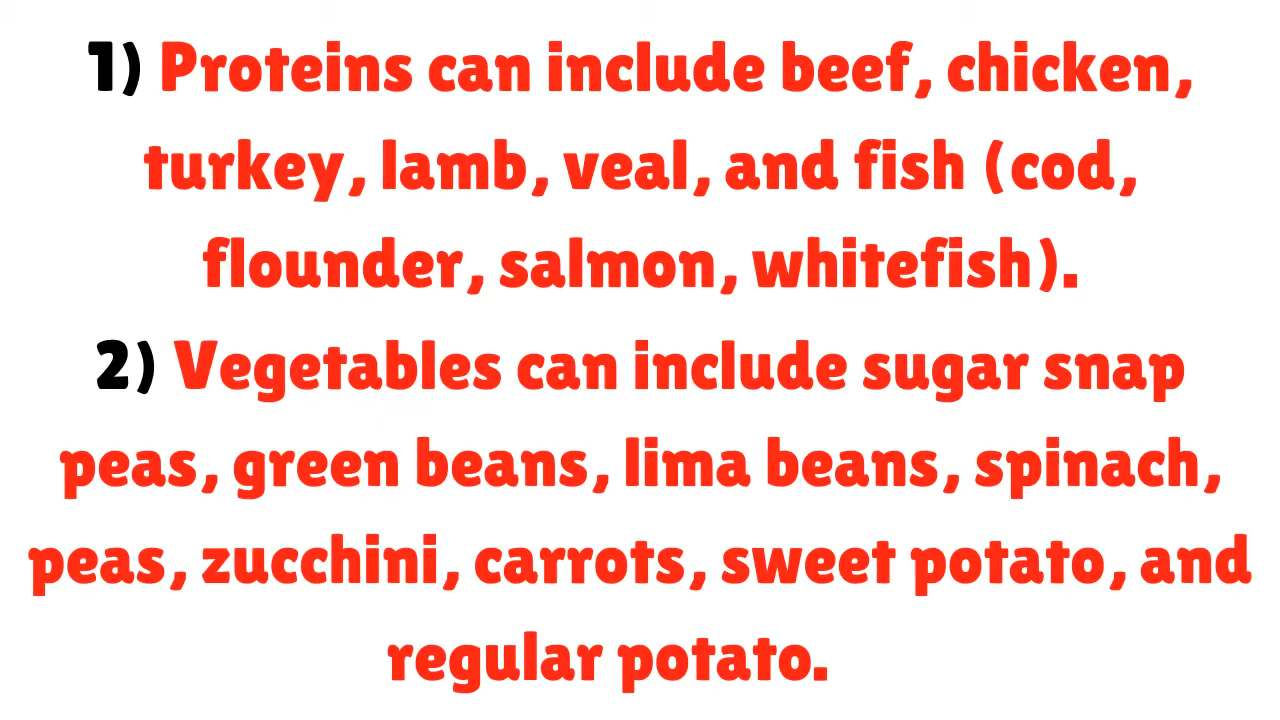 1) Proteins can include beef, chicken,
turkey, lamb, veal, and fish (cod,
flounder, salmon, whitefish).
2) Vegetables can include sugar snap
peas, green beans, lima beans, spinach,
peas, zucchini, carrots, sweet potato, and
regular potato.